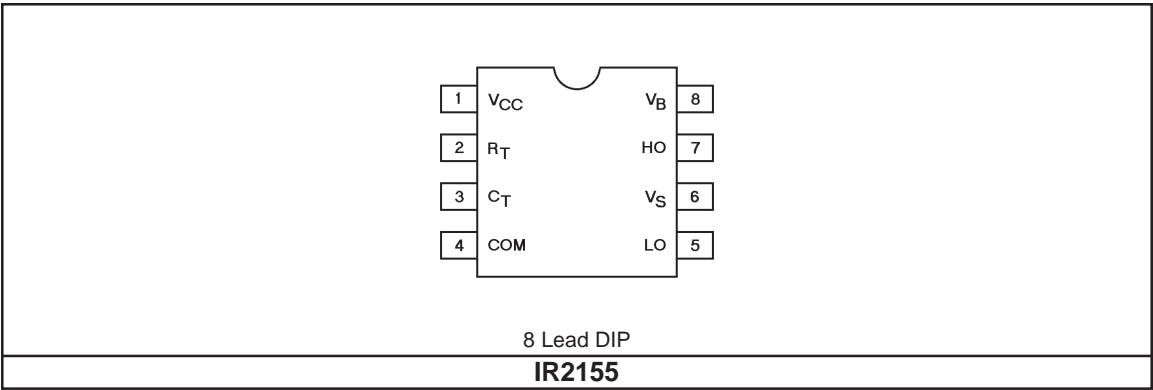 1 VCC VB 8
2 RT HO 7
3 CT VS 6
4 COM LO 5
8 Lead DIP
IR2155